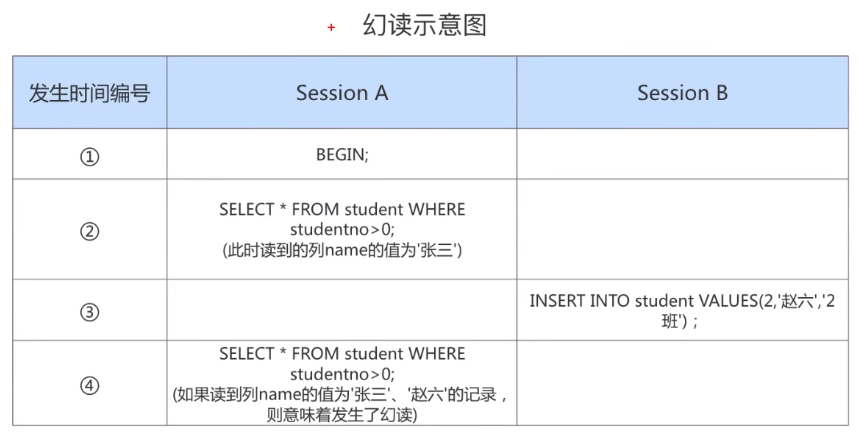 幻读示意图
发生时间编号
Session A
Session B
①
BEGIN;
②
SELECT * FROM student WHERE
studentno>0;
(此时读到的列name的值为'张三')
③
INSERT INTO student VALUES(2,'赵六','2
班')；
④
SELECT * FROM student WHERE
studentno>0;
(如果读到列name的值为'张三'、'赵六'的记录，
则意味着发生了幻读)